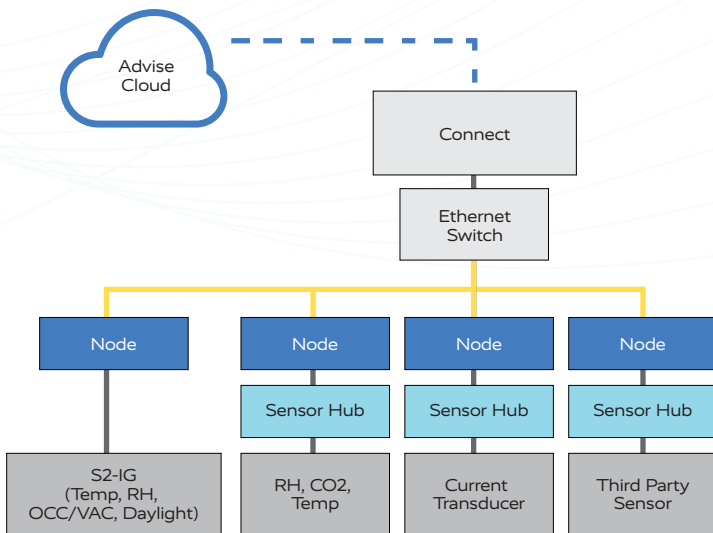 Advise
Cloud
Connect
Ethernet
Switch
Node
Node
Node
Node
Sensor Hub
Sensor Hub
Sensor Hub
S2-IG
(Temp, RH,
OCC/VAC, Daylight)
RH, CO2,
Temp
Current
Transducer
Third Party
Sensor